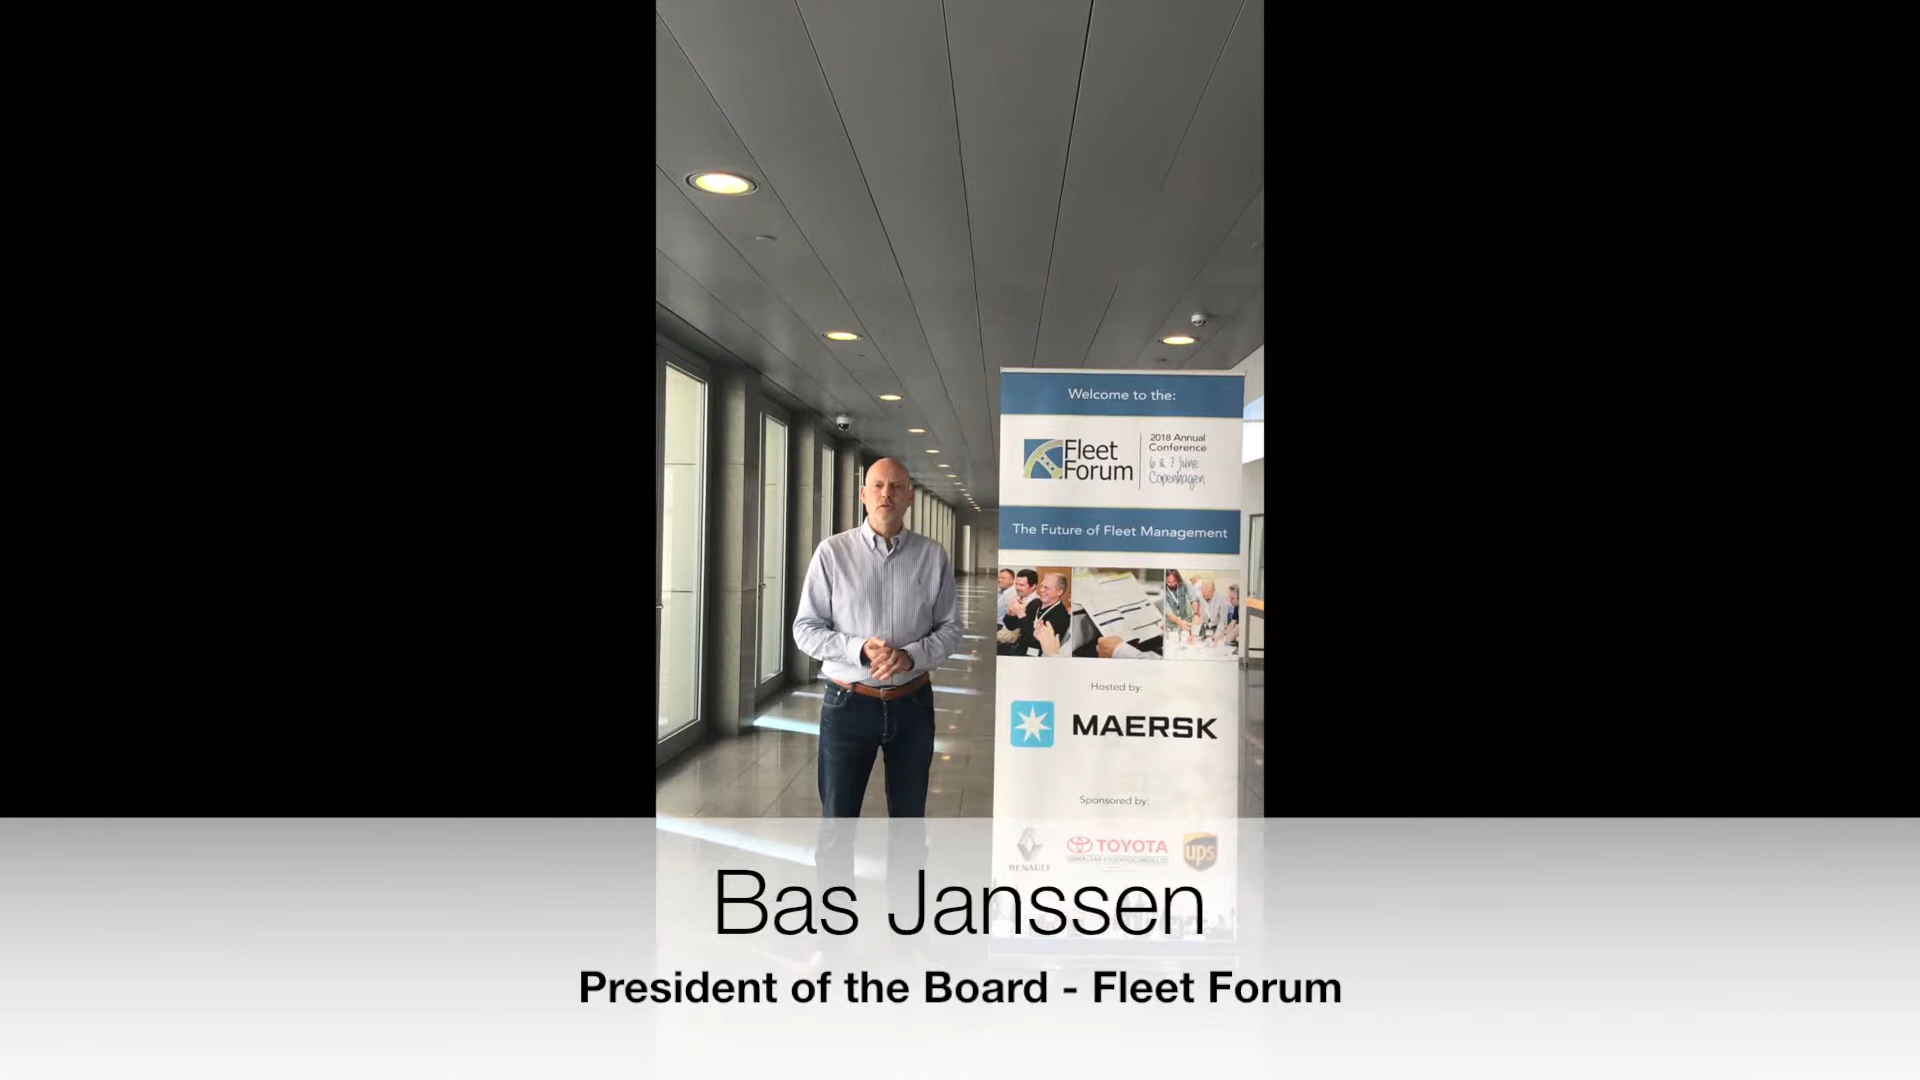 Welcome to the:
Fleet
Forum
2018 Annual
Conference
6 & 7 June
Copenhagen
The Future of Fleet Management
Hosted by:
MAERSK
Sponsored by:
RENAULT
TOYOTA
ups
Bas Janssen
President of the Board - Fleet Forum